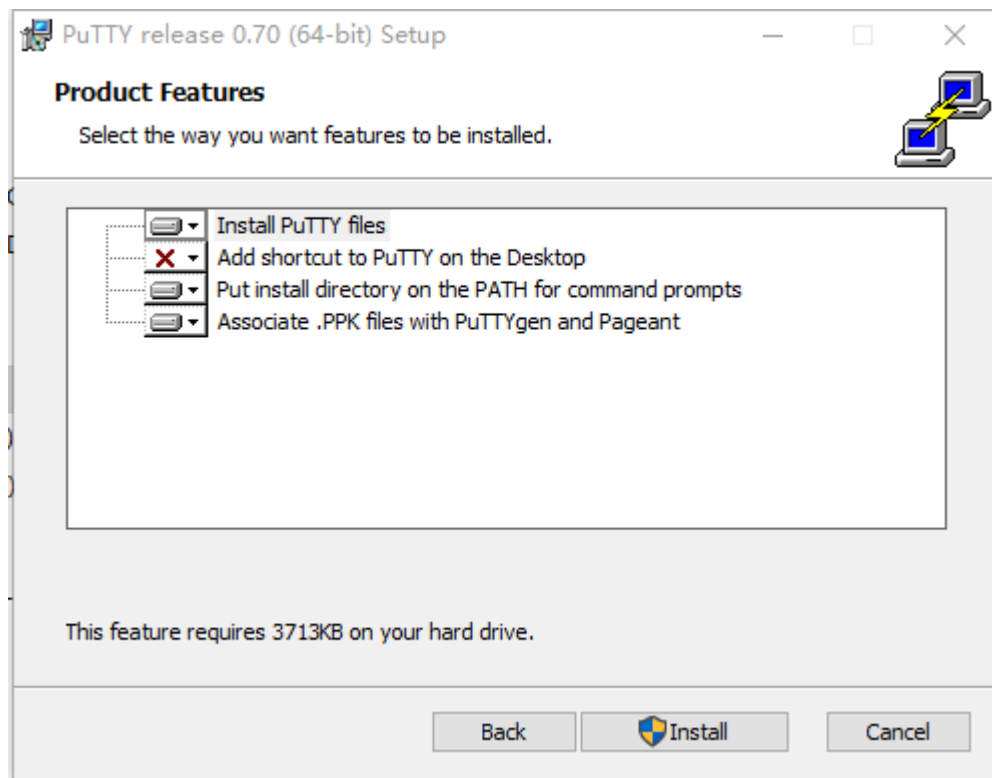 PuTTY release 0.70 (64-bit) Setup
Product Features
Select the way you want features to be installed.
Install PuTTY files
Add shortcut to PuTTY on the Desktop
Put install directory on the PATH for command prompts
Associate .PPK files with PuTTYgen and Pageant
This feature requires 3713KB on your hard drive.
Back Install Cancel